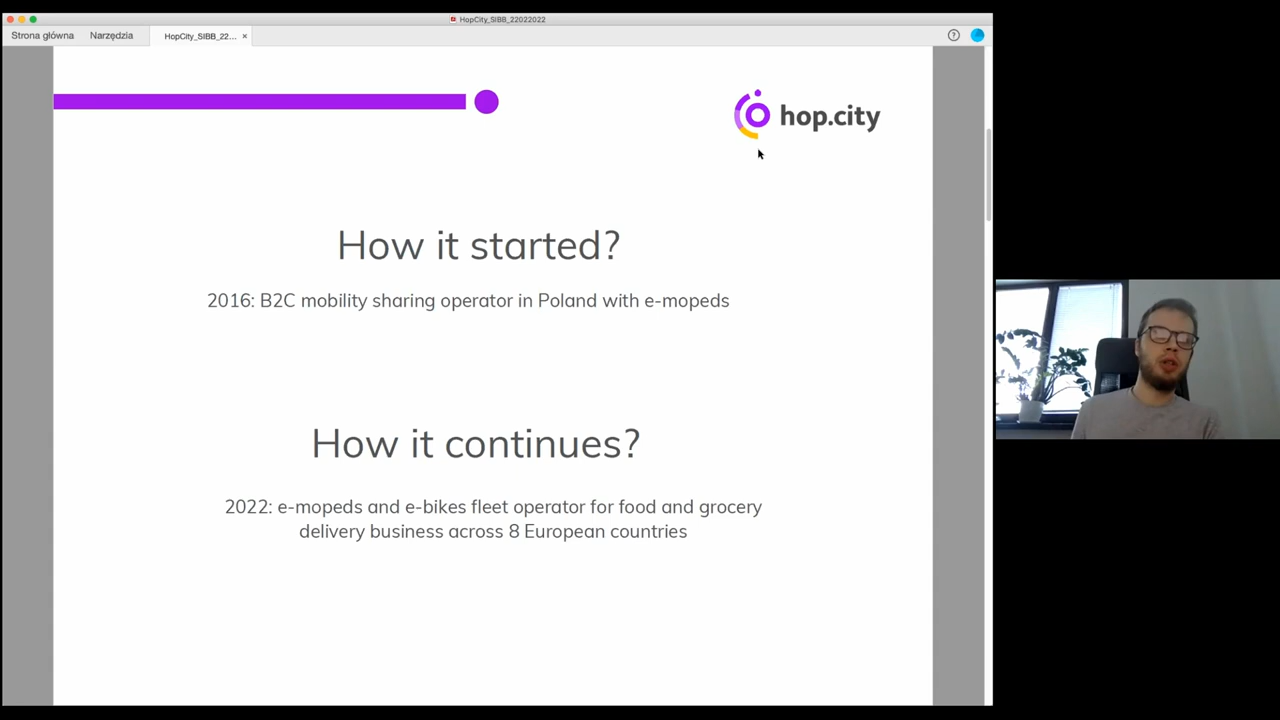 HopCity_SIBB_22022022
Strona główna
Narzędzia
HopCity_SIBB_22...
hop.city
How it started?
2016: B2C mobility sharing operator in Poland with e-mopeds
How it continues?
2022: e-mopeds and e-bikes fleet operator for food and grocery
delivery business across 8 European countries